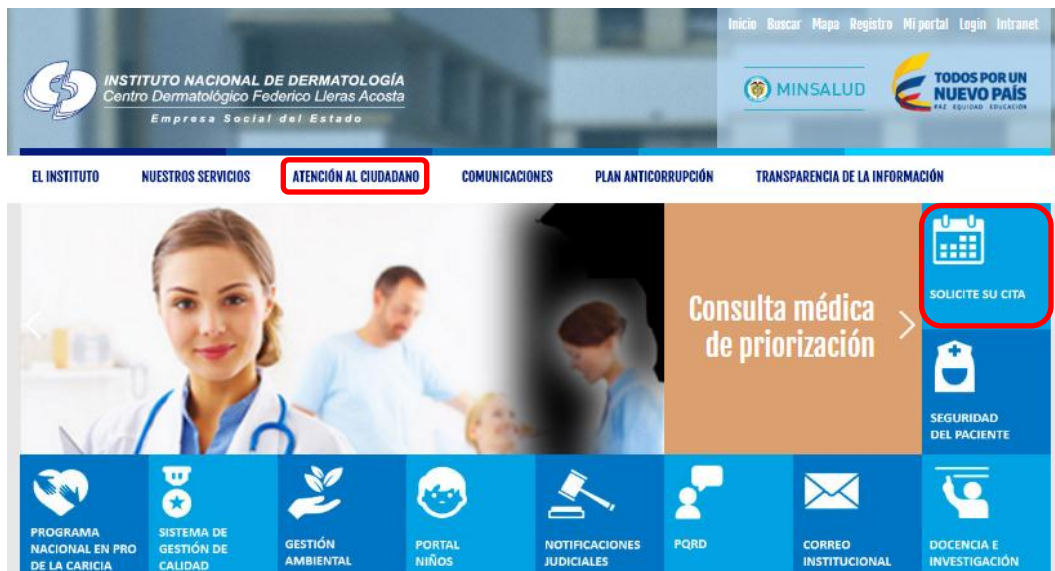 Inicio Buscar Mapa Registro Mi portal Login Intranet
INSTITUTO NACIONAL DE DERMATOLOGÍA
Centro Dermatológico Federico Lleras Acosta
Empresa Social del Estado
MINSALUD
TODOS POR UN
NUEVO PAÍS
PAZ EQUIDAD EDUCACIÓN
EL INSTITUTO NUESTROS SERVICIOS ATENCIÓN AL CIUDADANO COMUNICACIONES PLAN ANTICORRUPCIÓN TRANSPARENCIA DE LA INFORMACIÓN
Consulta médica
de priorización
SOLICITE SU CITA
SEGURIDAD
DEL PACIENTE
PROGRAMA
NACIONAL EN PRO
DE LA CARICIA
SISTEMA DE
GESTIÓN DE
CALIDAD
GESTIÓN
AMBIENTAL
PORTAL
NIÑOS
NOTIFICACIONES
JUDICIALES
PQRD
CORREO
INSTITUCIONAL
DOCENCIA E
INVESTIGACIÓN